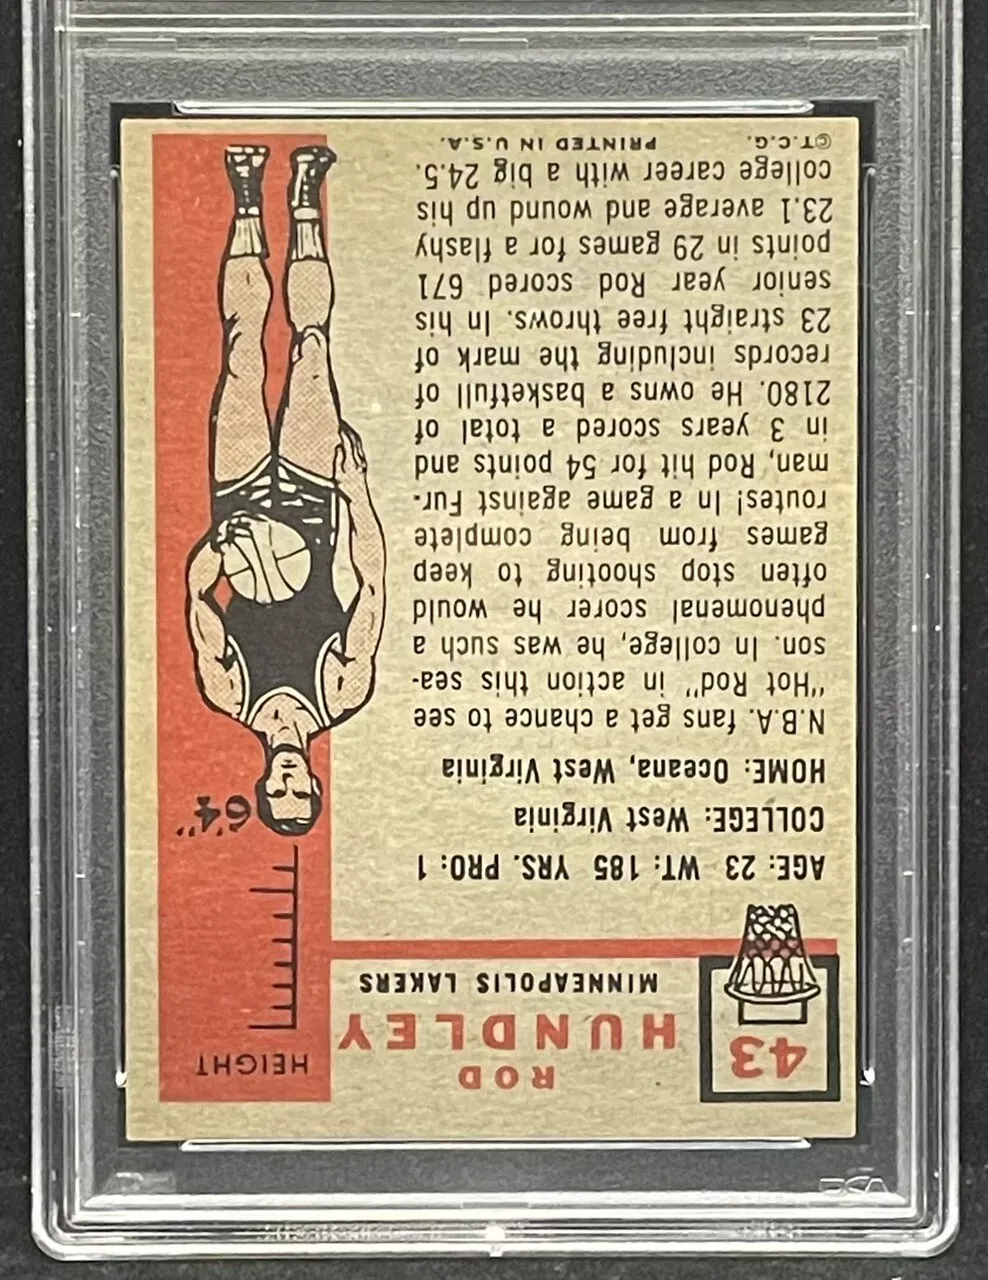 43
ROD
HUNDLEY
MINNEAPOLIS LAKERS
HEIGHT
6'4"
AGE: 23 WT: 185 YRS. PRO: 1
COLLEGE: West Virginia
HOME: Oceana, West Virginia
N.B.A. fans get a chance to see
"Hot Rod" in action this sea-
son. In college, he was such a
phenomenal scorer he would
often stop shooting to keep
games from being complete
routes! In a game against Fur-
man, Rod hit for 54 points and
in 3 years scored a total of
2180. He owns a basketfull of
records including the mark of
23 straight free throws. In his
senior year Rod scored 671
points in 29 games for a flashy
23.1 average and wound up his
college career with a big 24.5.
©T.C.G. PRINTED IN U.S.A.
PSA